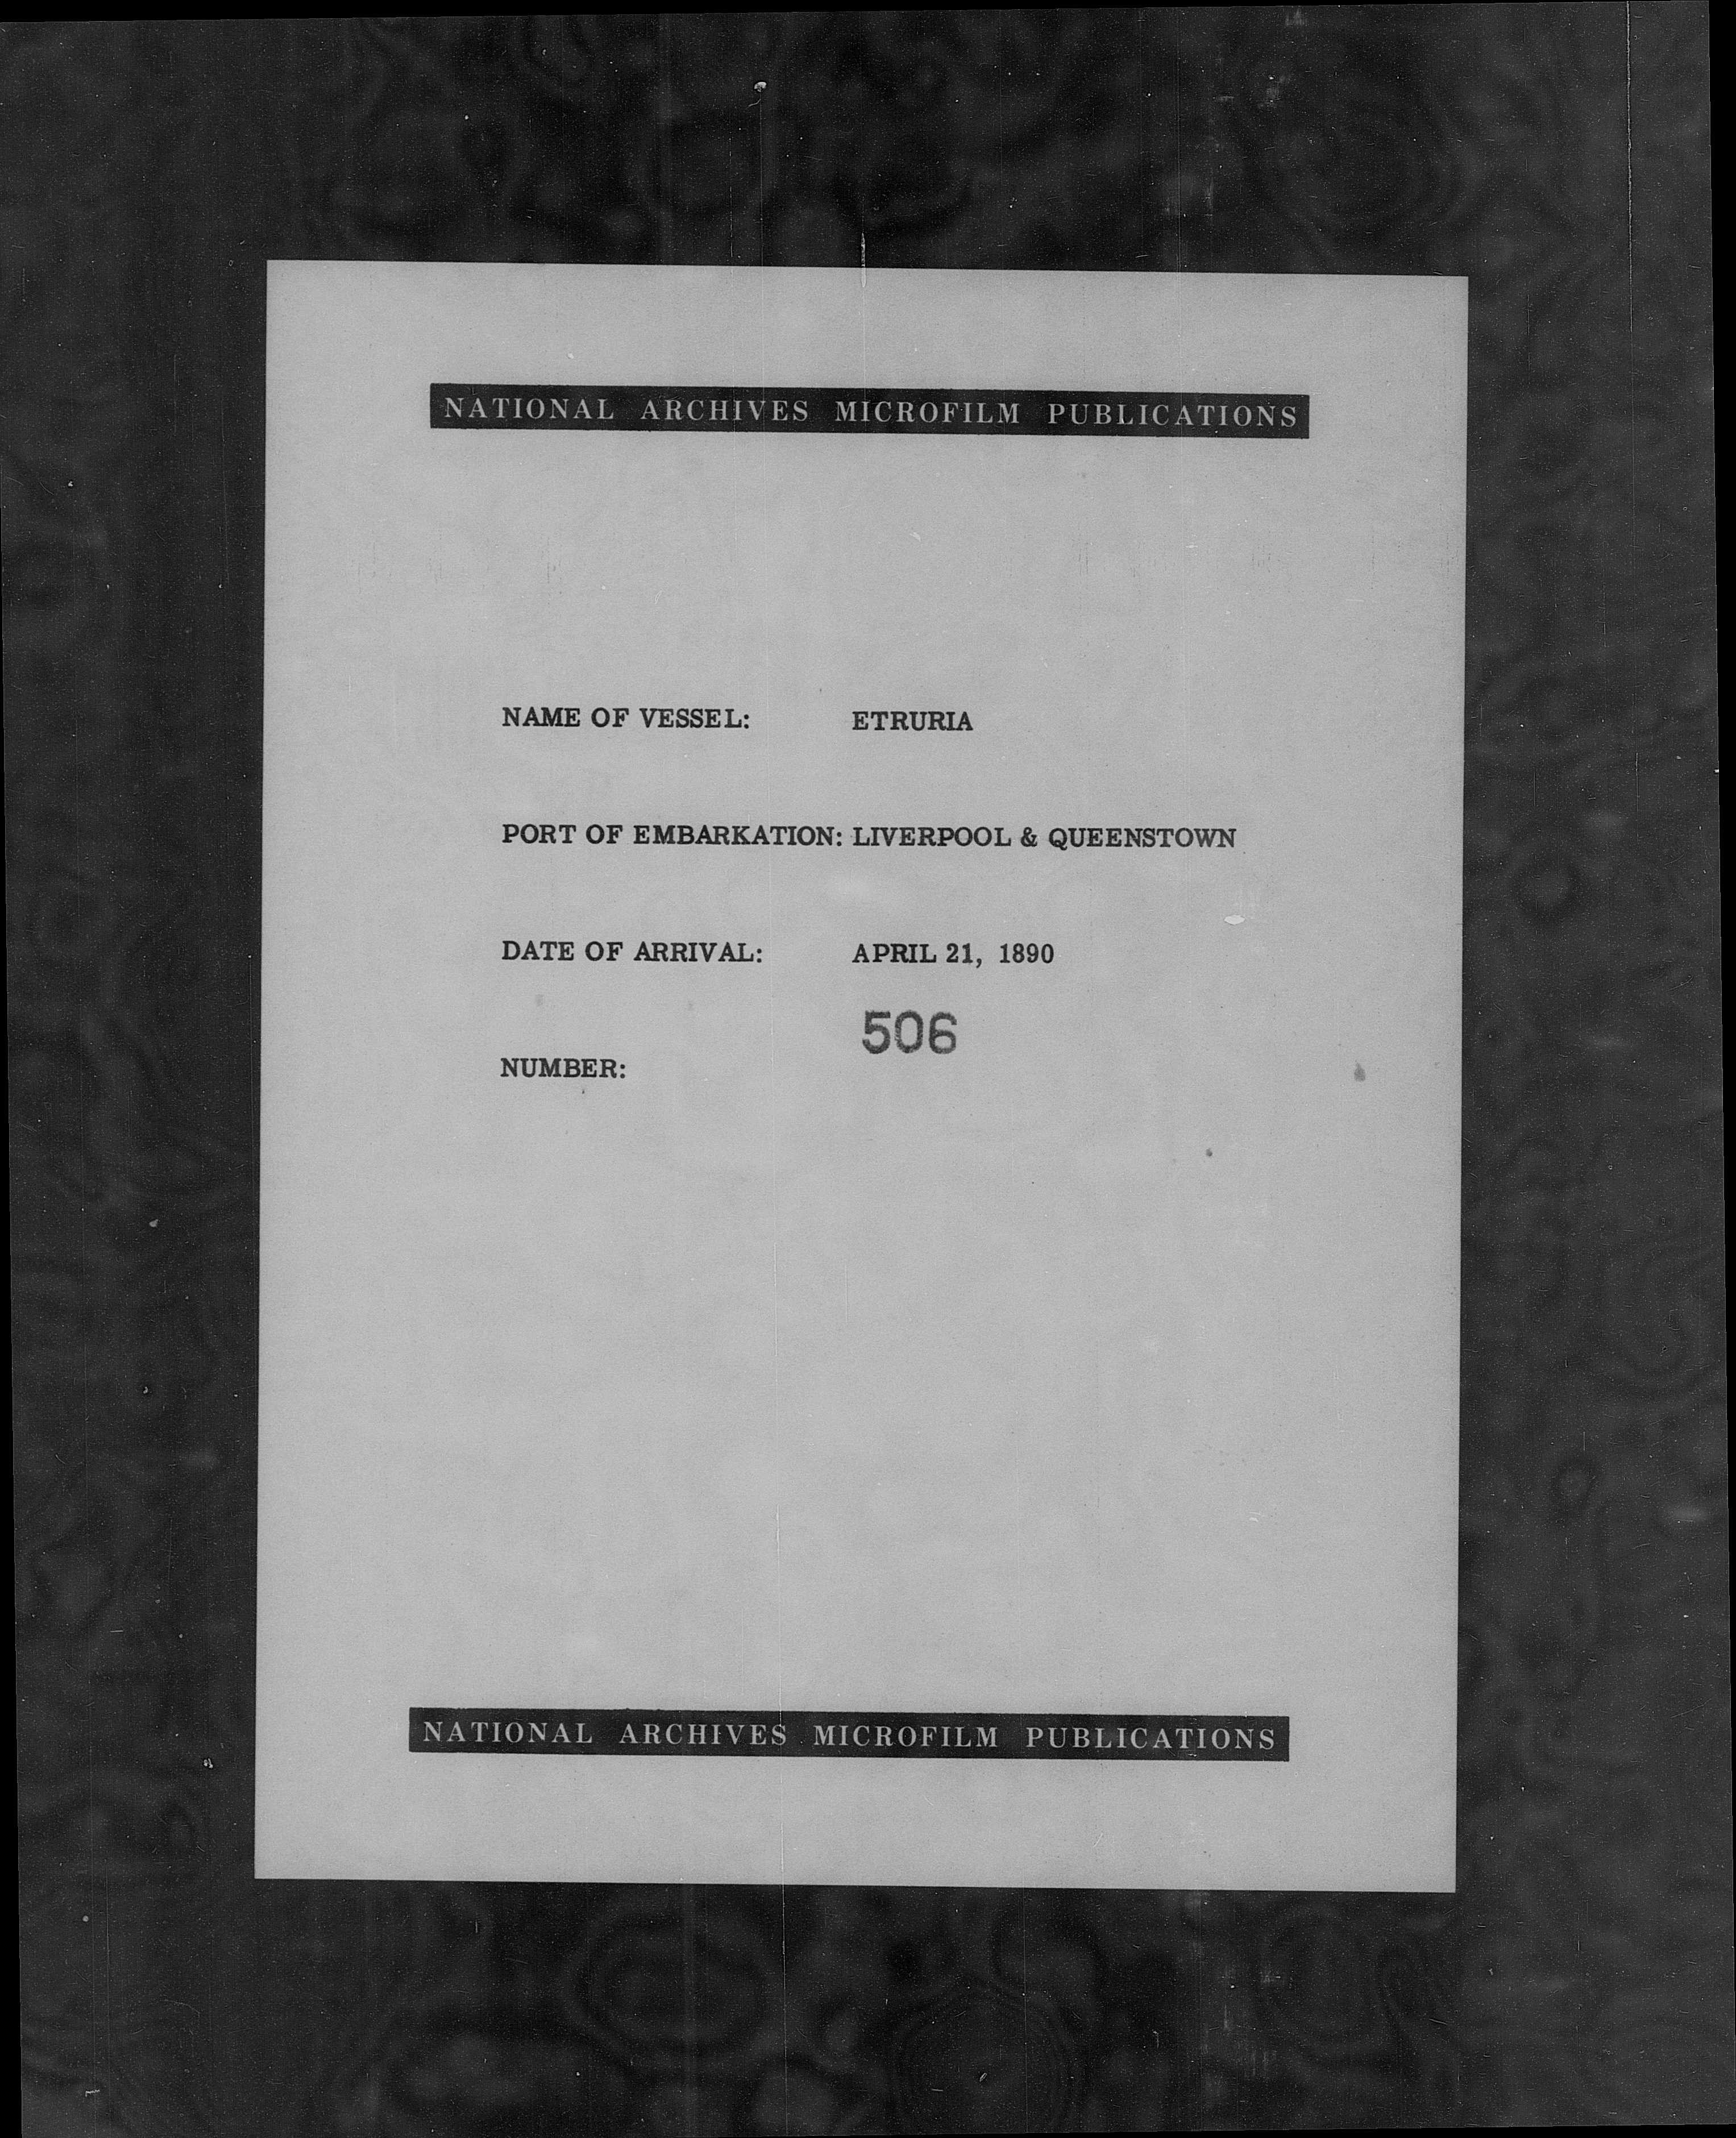 NATIONAL ARCHIVES MICROFILM PUBLICATIONS
NAME OF VESSEL: ETRURIA
PORT OF EMBARKATION: LIVERPOOL & QUEENSTOWN
DATE OF ARRIVAL: APRIL 21, 1890
506
NUMBER:
NATIONAL ARCHIVES MICROFILM PUBLICATIONS